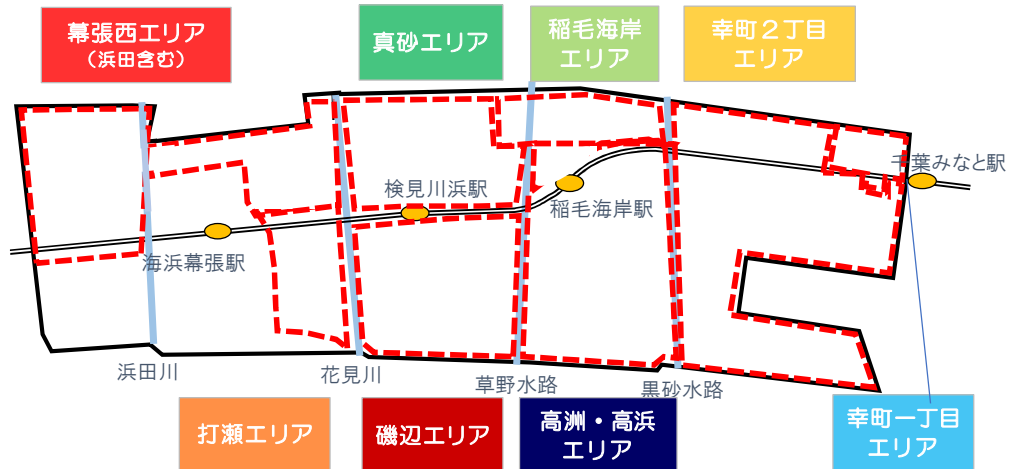 幕張西エリア
（浜田含む）
真砂エリア
稲毛海岸
エリア
幸町２丁目
エリア
千葉みなと駅
検見川浜駅
稲毛海岸駅
海浜幕張駅
浜田川
花見川
草野水路
黒砂水路
打瀬エリア
磯辺エリア
高洲・高浜
エリア
幸町一丁目
エリア